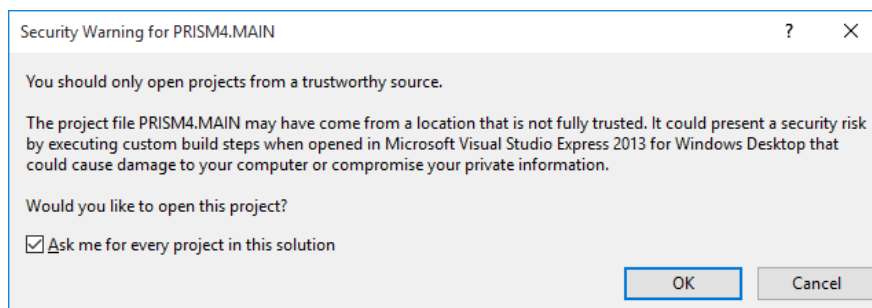 Security Warning for PRISM4.MAIN
You should only open projects from a trustworthy source.
The project file PRISM4.MAIN may have come from a location that is not fully trusted. It could present a security risk
by executing custom build steps when opened in Microsoft Visual Studio Express 2013 for Windows Desktop that
could cause damage to your computer or compromise your private information.
Would you like to open this project?
Ask me for every project in this solution
OK Cancel